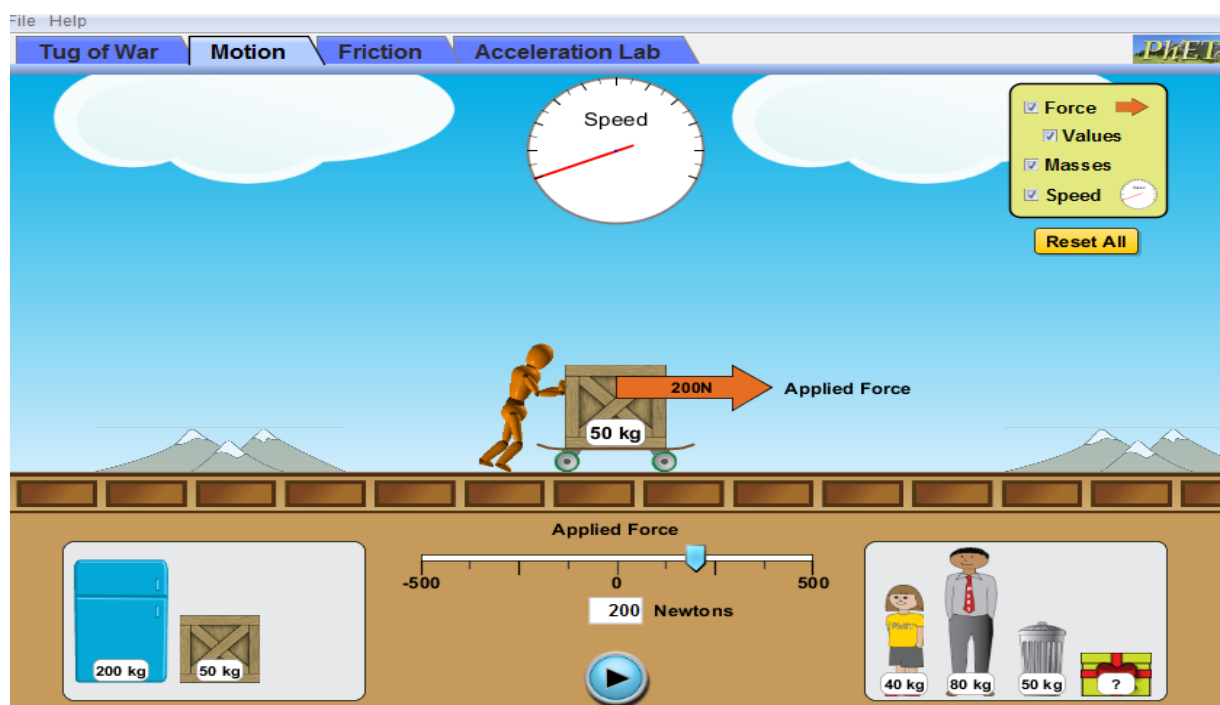 File Help
Tug of War Motion Friction Acceleration Lab PhET
Speed
Force
Values
Masses
Speed
Reset All
200N Applied Force
50 kg
Applied Force
-500 0 500
200 Newtons
200 kg 50 kg
PhET
40 kg 80 kg 50 kg ?